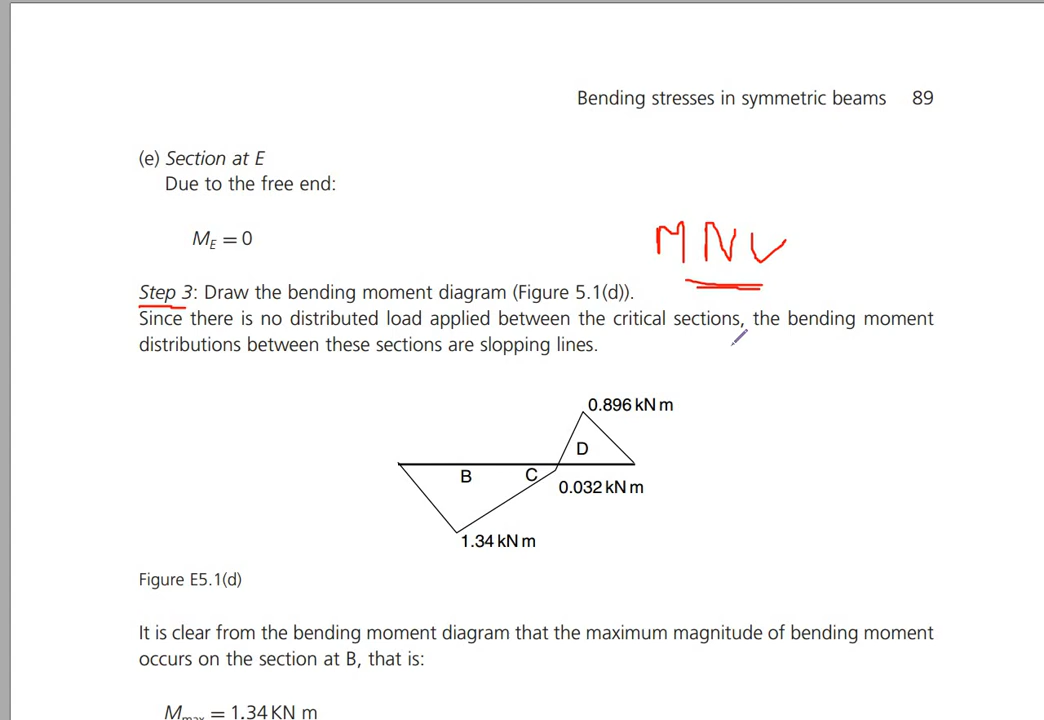 Bending stresses in symmetric beams 89
(e) Section at E
Due to the free end:
M_E = 0
MNV
Step 3: Draw the bending moment diagram (Figure 5.1(d)).
Since there is no distributed load applied between the critical sections, the bending moment
distributions between these sections are slopping lines.
0.896 kN m
D
B
C
0.032 kN m
1.34 kN m
Figure E5.1(d)
It is clear from the bending moment diagram that the maximum magnitude of bending moment
occurs on the section at B, that is:
M_max = 1.34 KN m